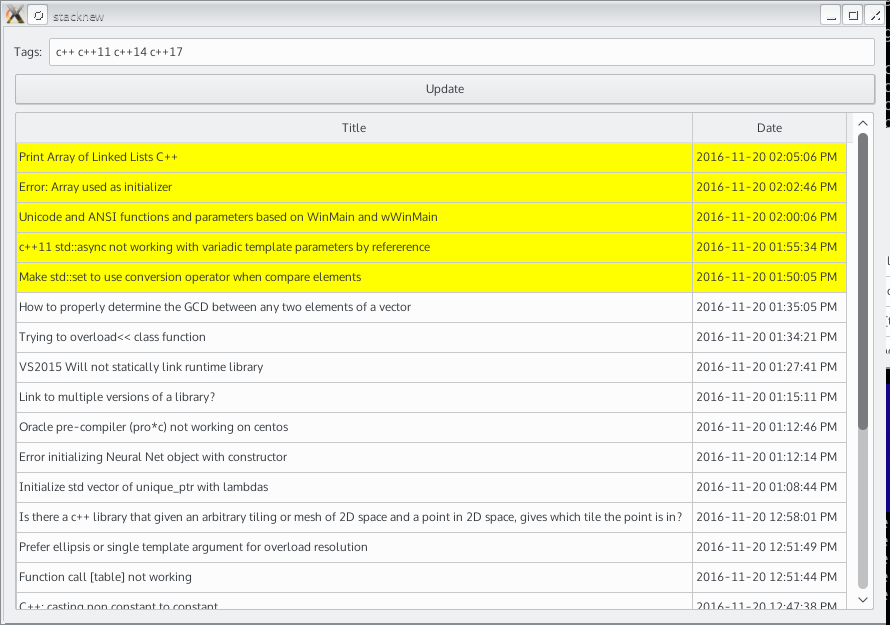 stacknew
Tags: c++ c++11 c++14 c++17
Update
Title Date
Print Array of Linked Lists C++ 2016-11-20 02:05:06 PM
Error: Array used as initializer 2016-11-20 02:02:46 PM
Unicode and ANSI functions and parameters based on WinMain and wWinMain 2016-11-20 02:00:06 PM
c++11 std::async not working with variadic template parameters by refererence 2016-11-20 01:55:34 PM
Make std::set to use conversion operator when compare elements 2016-11-20 01:50:05 PM
How to properly determine the GCD between any two elements of a vector 2016-11-20 01:35:05 PM
Trying to overload<< class function 2016-11-20 01:34:21 PM
VS2015 Will not statically link runtime library 2016-11-20 01:27:41 PM
Link to multiple versions of a library? 2016-11-20 01:15:11 PM
Oracle pre-compiler (pro*c) not working on centos 2016-11-20 01:12:46 PM
Error initializing Neural Net object with constructor 2016-11-20 01:12:14 PM
Initialize std vector of unique_ptr with lambdas 2016-11-20 01:08:44 PM
Is there a c++ library that given an arbitrary tiling or mesh of 2D space and a point in 2D space, gives which tile the point is in? 2016-11-20 12:58:01 PM
Prefer ellipsis or single template argument for overload resolution 2016-11-20 12:51:49 PM
Function call [table] not working 2016-11-20 12:51:44 PM
C++: casting non constant to constant 2016-11-20 12:47:38 PM